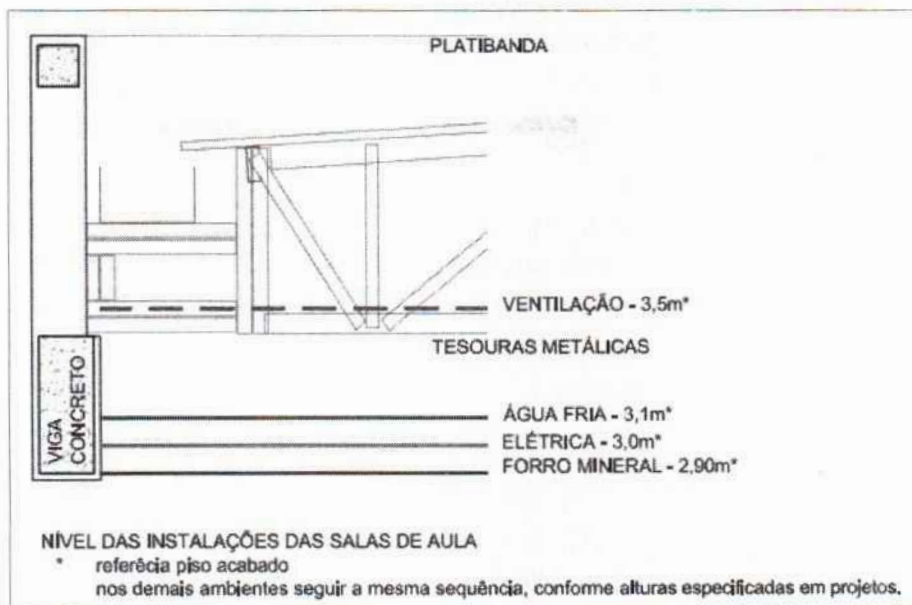 PLATIBANDA
VENTILAÇÃO - 3,5m*
TESOURAS METÁLICAS
VIGA
CONCRETO
ÁGUA FRIA - 3,1m*
ELÉTRICA - 3,0m*
FORRO MINERAL - 2,90m*
NÍVEL DAS INSTALAÇÕES DAS SALAS DE AULA
* referêcia piso acabado
nos demais ambientes seguir a mesma sequência, conforme alturas especificadas em projetos,